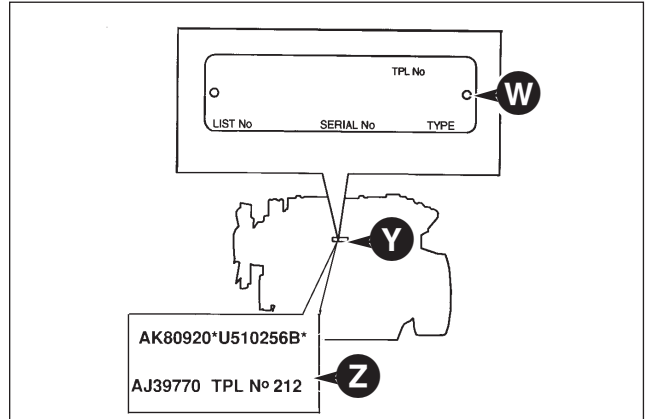 TPL No
W
LIST No SERIAL No TYPE
Y
AK80920*U510256B*
AJ39770 TPL Nº 212
Z